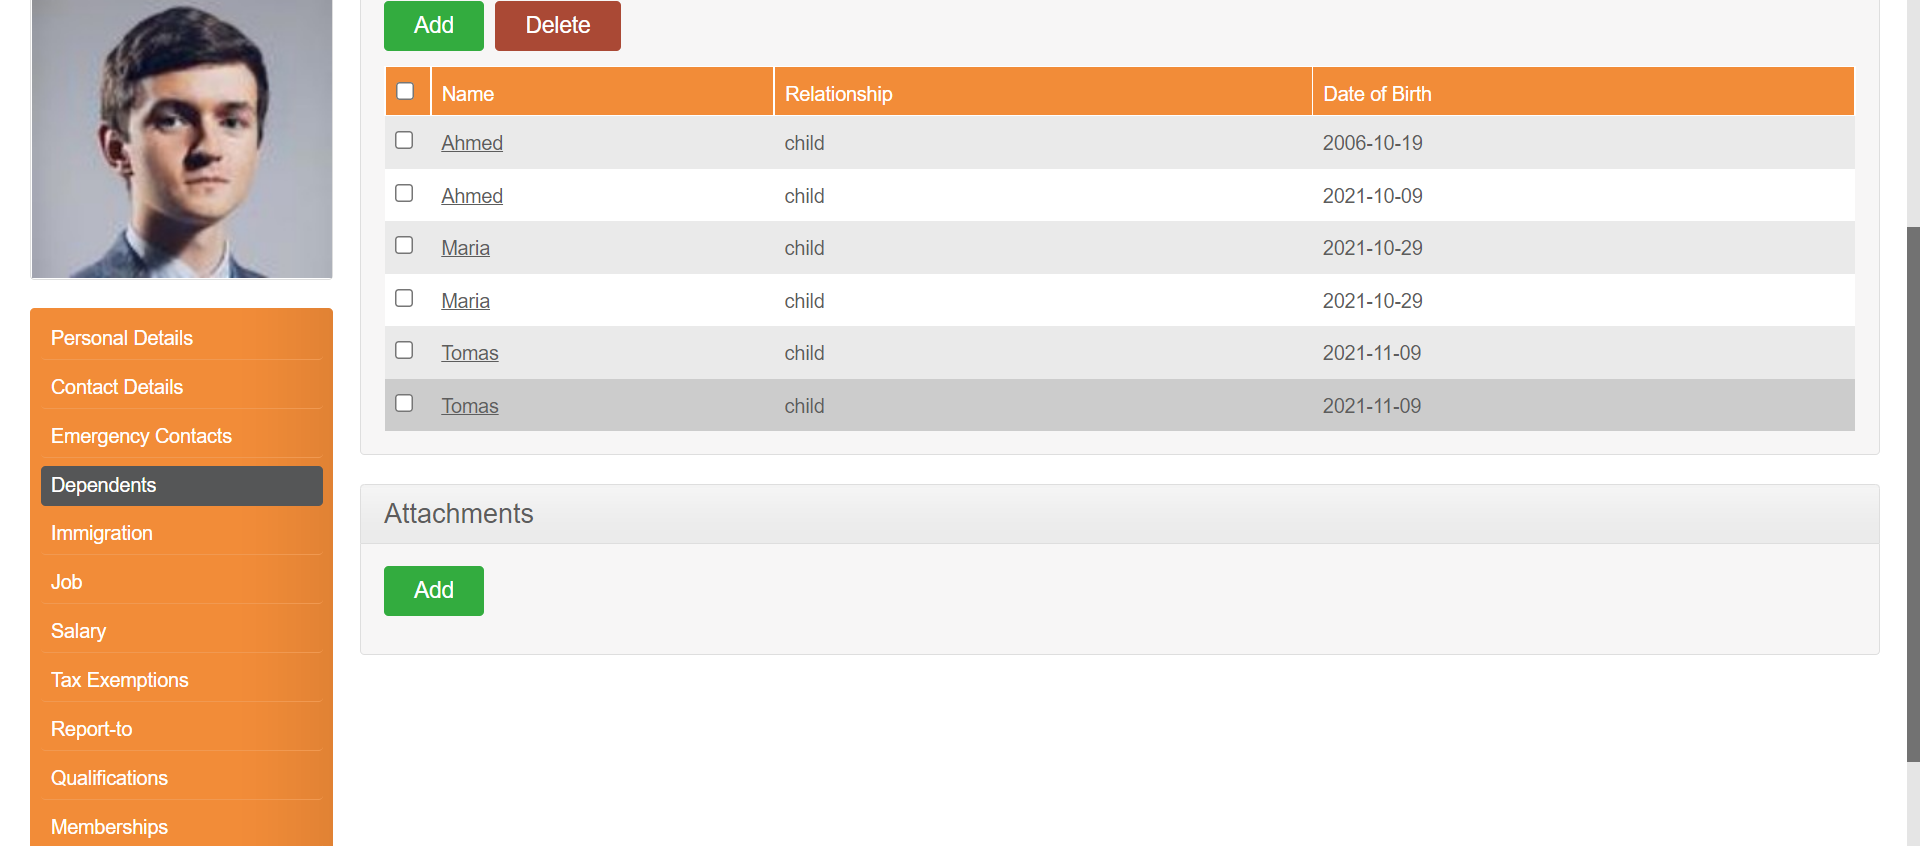 Add Delete
Name Relationship Date of Birth
Ahmed child 2006-10-19
Ahmed child 2021-10-09
Maria child 2021-10-29
Maria child 2021-10-29
Tomas child 2021-11-09
Tomas child 2021-11-09
Attachments
Add
Personal Details
Contact Details
Emergency Contacts
Dependents
Immigration
Job
Salary
Tax Exemptions
Report-to
Qualifications
Memberships